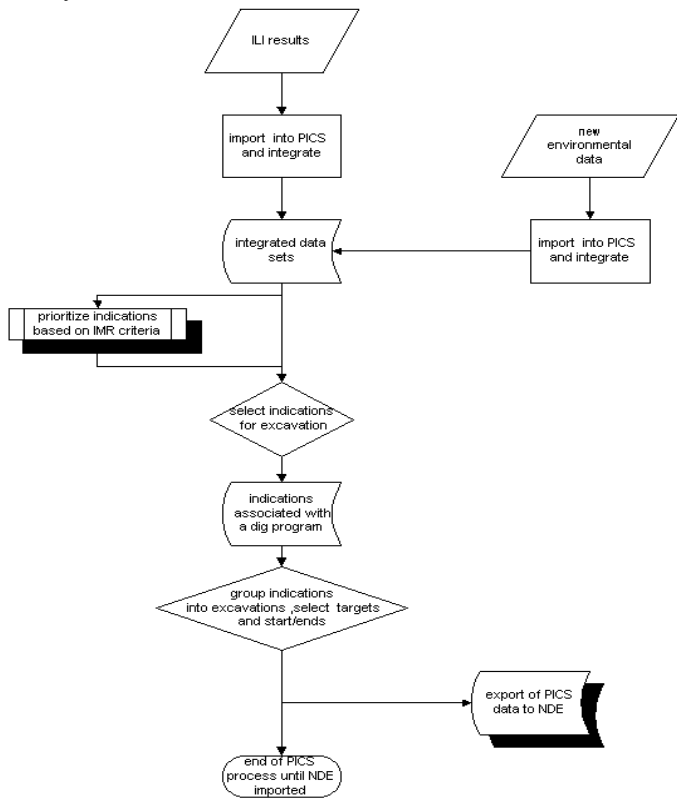 ILI results
import into PICS
and integrate
new
environmental
data
integrated data
sets
import into PICS
and integrate
prioritize indications
based on IMR criteria
select indications
for excavation
indications
associated with
a dig program
group indications
into excavations ,select targets
and start/ends
export of PICS
data to NDE
end of PICS
process until NDE
imported